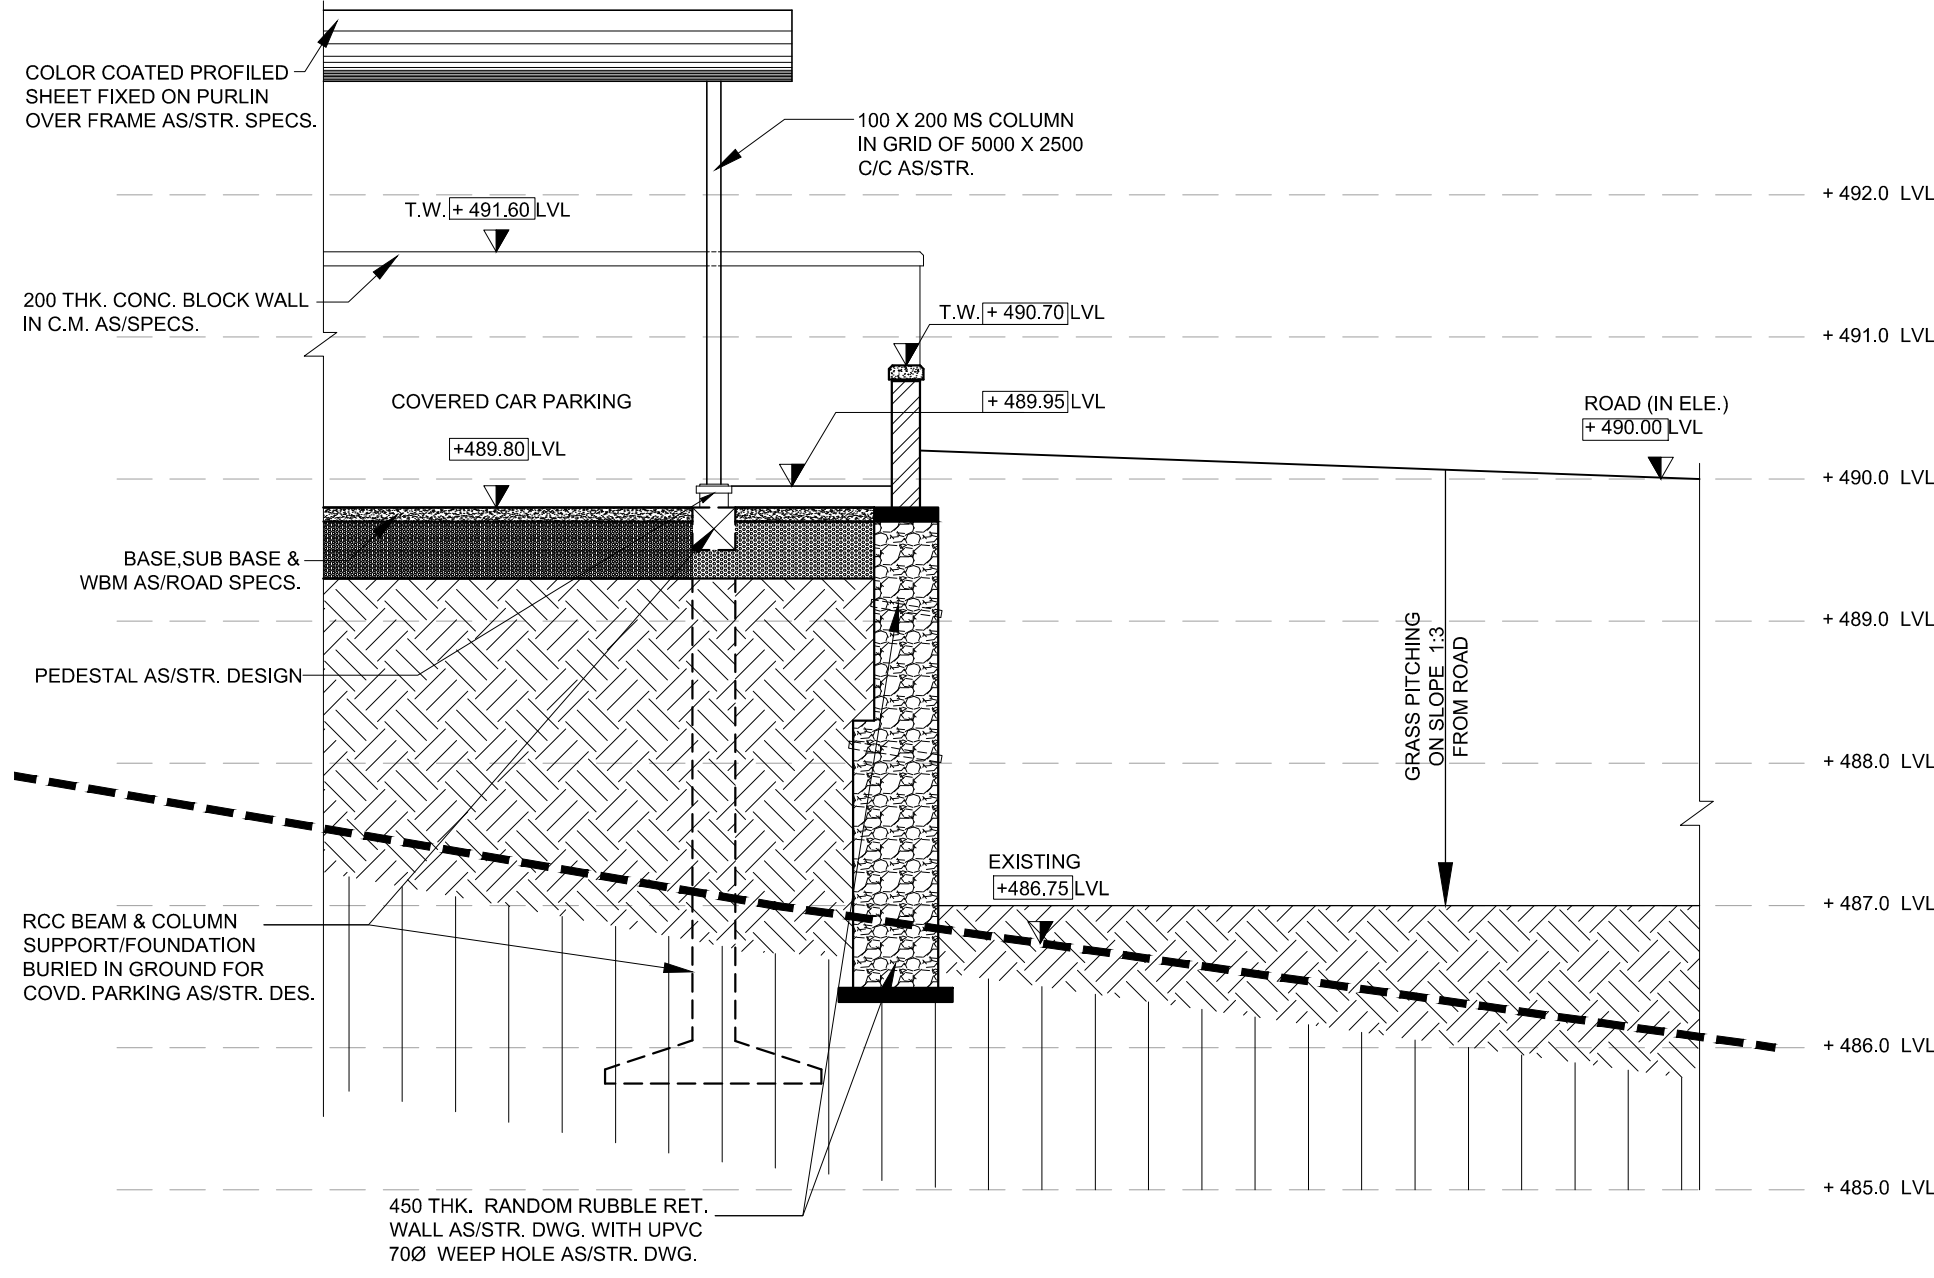 COLOR COATED PROFILED
SHEET FIXED ON PURLIN
OVER FRAME AS/STR. SPECS.
100 X 200 MS COLUMN
IN GRID OF 5000 X 2500
C/C AS/STR.
+ 492.0 LVL
T.W. + 491.60 LVL
200 THK. CONC. BLOCK WALL
IN C.M. AS/SPECS.
T.W. + 490.70 LVL
+ 491.0 LVL
COVERED CAR PARKING
+489.80 LVL
+ 489.95 LVL
ROAD (IN ELE.)
+ 490.00 LVL
+ 490.0 LVL
BASE,SUB BASE &
WBM AS/ROAD SPECS.
+ 489.0 LVL
PEDESTAL AS/STR. DESIGN
GRASS PITCHING
ON SLOPE 1:3
FROM ROAD
+ 488.0 LVL
EXISTING
+486.75 LVL
+ 487.0 LVL
RCC BEAM & COLUMN
SUPPORT/FOUNDATION
BURIED IN GROUND FOR
COVD. PARKING AS/STR. DES.
+ 486.0 LVL
+ 485.0 LVL
450 THK. RANDOM RUBBLE RET.
WALL AS/STR. DWG. WITH UPVC
70Ø WEEP HOLE AS/STR. DWG.